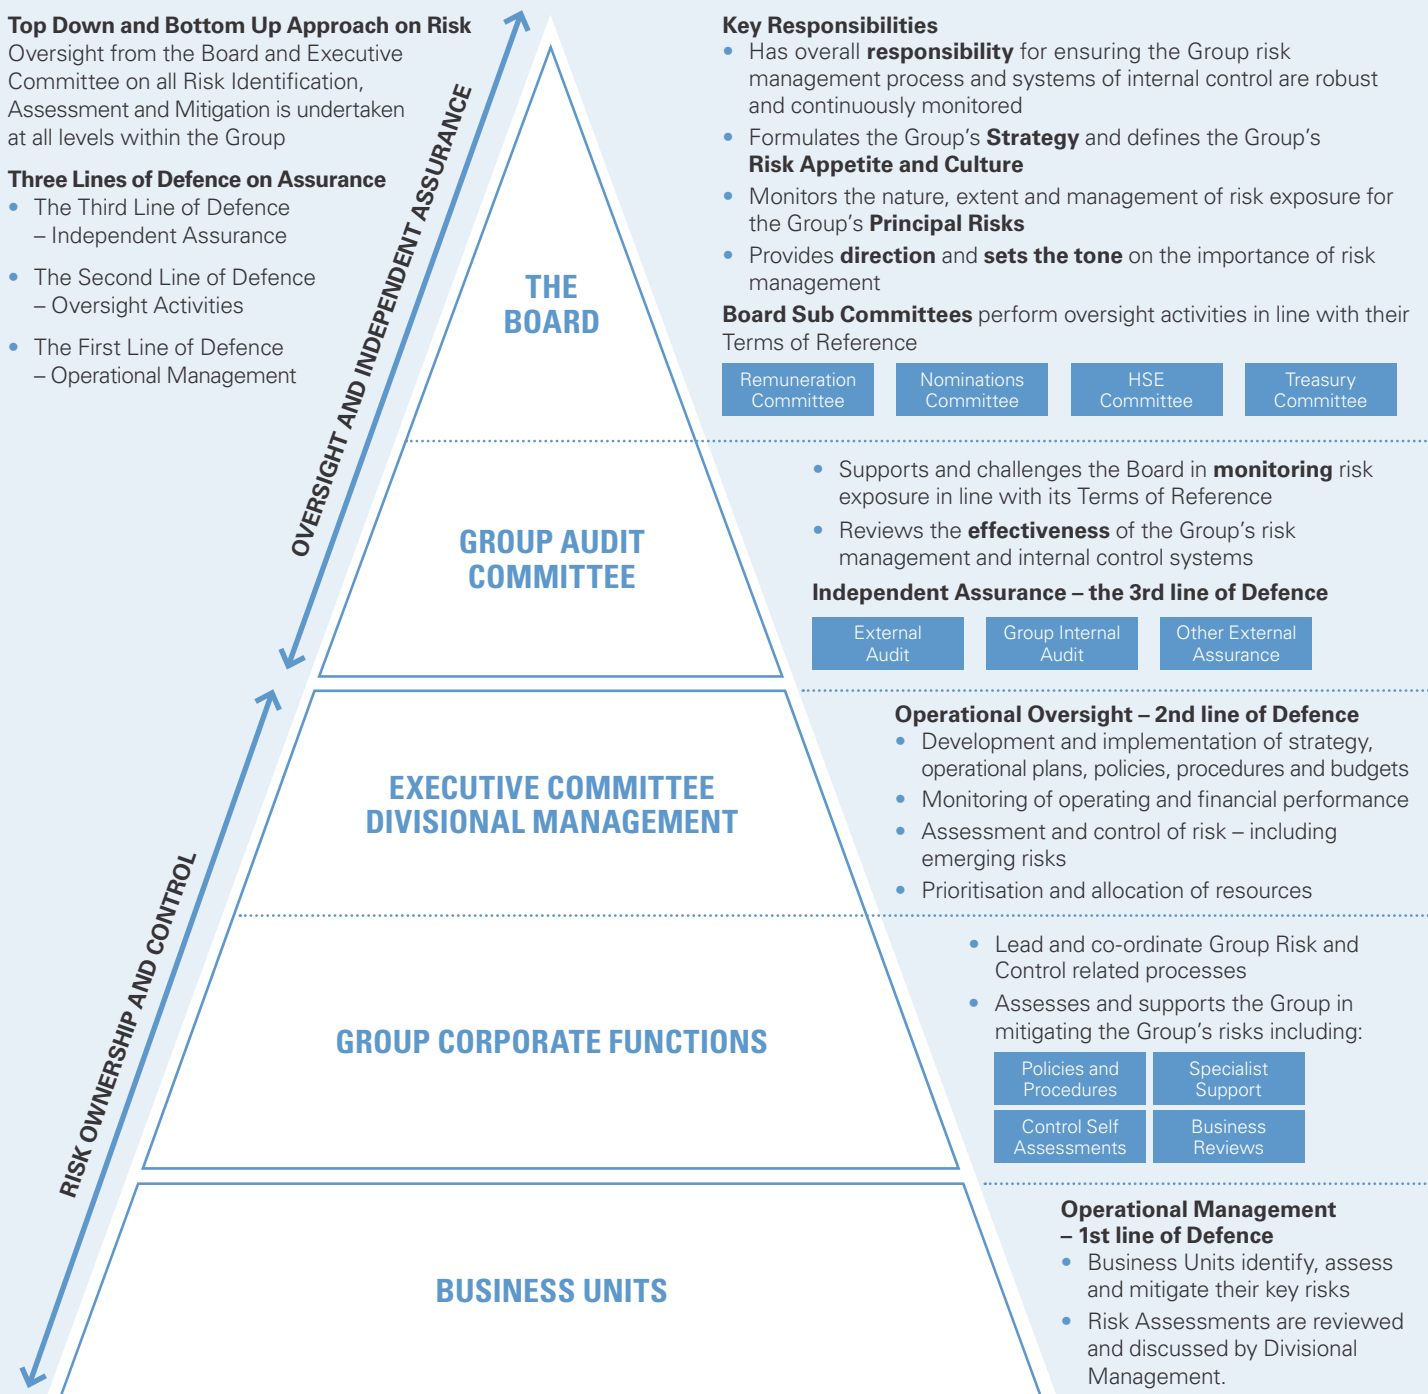 Top Down and Bottom Up Approach on Risk
Oversight from the Board and Executive
Committee on all Risk Identification,
Assessment and Mitigation is undertaken
at all levels within the Group
Three Lines of Defence on Assurance
• The Third Line of Defence
– Independent Assurance
• The Second Line of Defence
– Oversight Activities
• The First Line of Defence
– Operational Management
OVERSIGHT AND INDEPENDENT ASSURANCE
RISK OWNERSHIP AND CONTROL
THE
BOARD
Key Responsibilities
• Has overall responsibility for ensuring the Group risk
management process and systems of internal control are robust
and continuously monitored
• Formulates the Group's Strategy and defines the Group's
Risk Appetite and Culture
• Monitors the nature, extent and management of risk exposure for
the Group's Principal Risks
• Provides direction and sets the tone on the importance of risk
management
Board Sub Committees perform oversight activities in line with their
Terms of Reference
Remuneration
Committee
Nominations
Committee
HSE
Committee
Treasury
Committee
GROUP AUDIT
COMMITTEE
• Supports and challenges the Board in monitoring risk
exposure in line with its Terms of Reference
• Reviews the effectiveness of the Group's risk
management and internal control systems
Independent Assurance – the 3rd line of Defence
External
Audit
Group Internal
Audit
Other External
Assurance
EXECUTIVE COMMITTEE
DIVISIONAL MANAGEMENT
Operational Oversight – 2nd line of Defence
• Development and implementation of strategy,
operational plans, policies, procedures and budgets
• Monitoring of operating and financial performance
• Assessment and control of risk – including
emerging risks
• Prioritisation and allocation of resources
GROUP CORPORATE FUNCTIONS
• Lead and co-ordinate Group Risk and
Control related processes
• Assesses and supports the Group in
mitigating the Group's risks including:
Policies and
Procedures
Specialist
Support
Control Self
Assessments
Business
Reviews
BUSINESS UNITS
Operational Management
– 1st line of Defence
• Business Units identify, assess
and mitigate their key risks
• Risk Assessments are reviewed
and discussed by Divisional
Management.